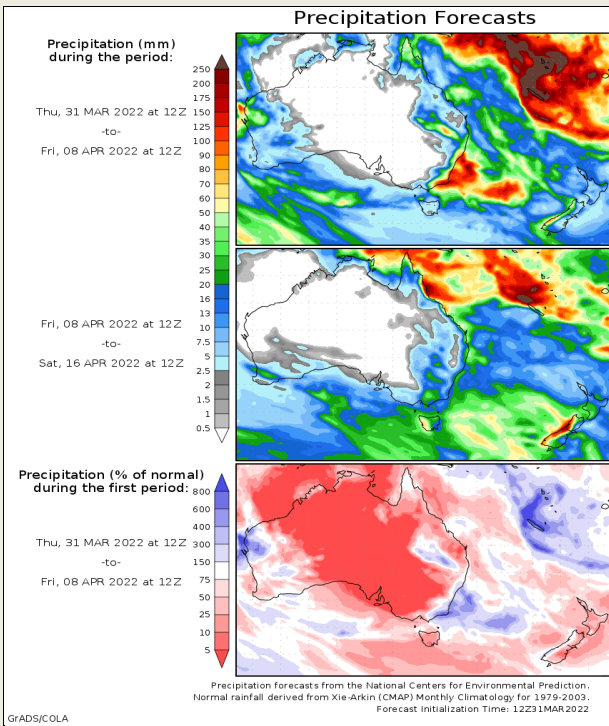 Precipitation Forecasts
Precipitation (mm)
during the period:
Thu, 31 MAR 2022 at 12Z
-to-
Fri, 08 APR 2022 at 12Z
250
200
175
150
125
100
90
80
70
60
50
40
35
30
25
20
16
13
10
7.5
5
2.5
2
1.5
1
0.5
Fri, 08 APR 2022 at 12Z
-to-
Sat, 16 APR 2022 at 12Z
Precipitation (% of normal)
during the first period:
Thu, 31 MAR 2022 at 12Z
-to-
Fri, 08 APR 2022 at 12Z
800
600
400
300
150
75
50
25
10
5
Precipitation forecasts from the National Centers for Environmental Prediction.
Normal rainfall derived from Xie-Arkin (CMAP) Monthly Climatology for 1979-2003.
Forecast Initialization Time: 12Z31MAR2022
GrADS/COLA